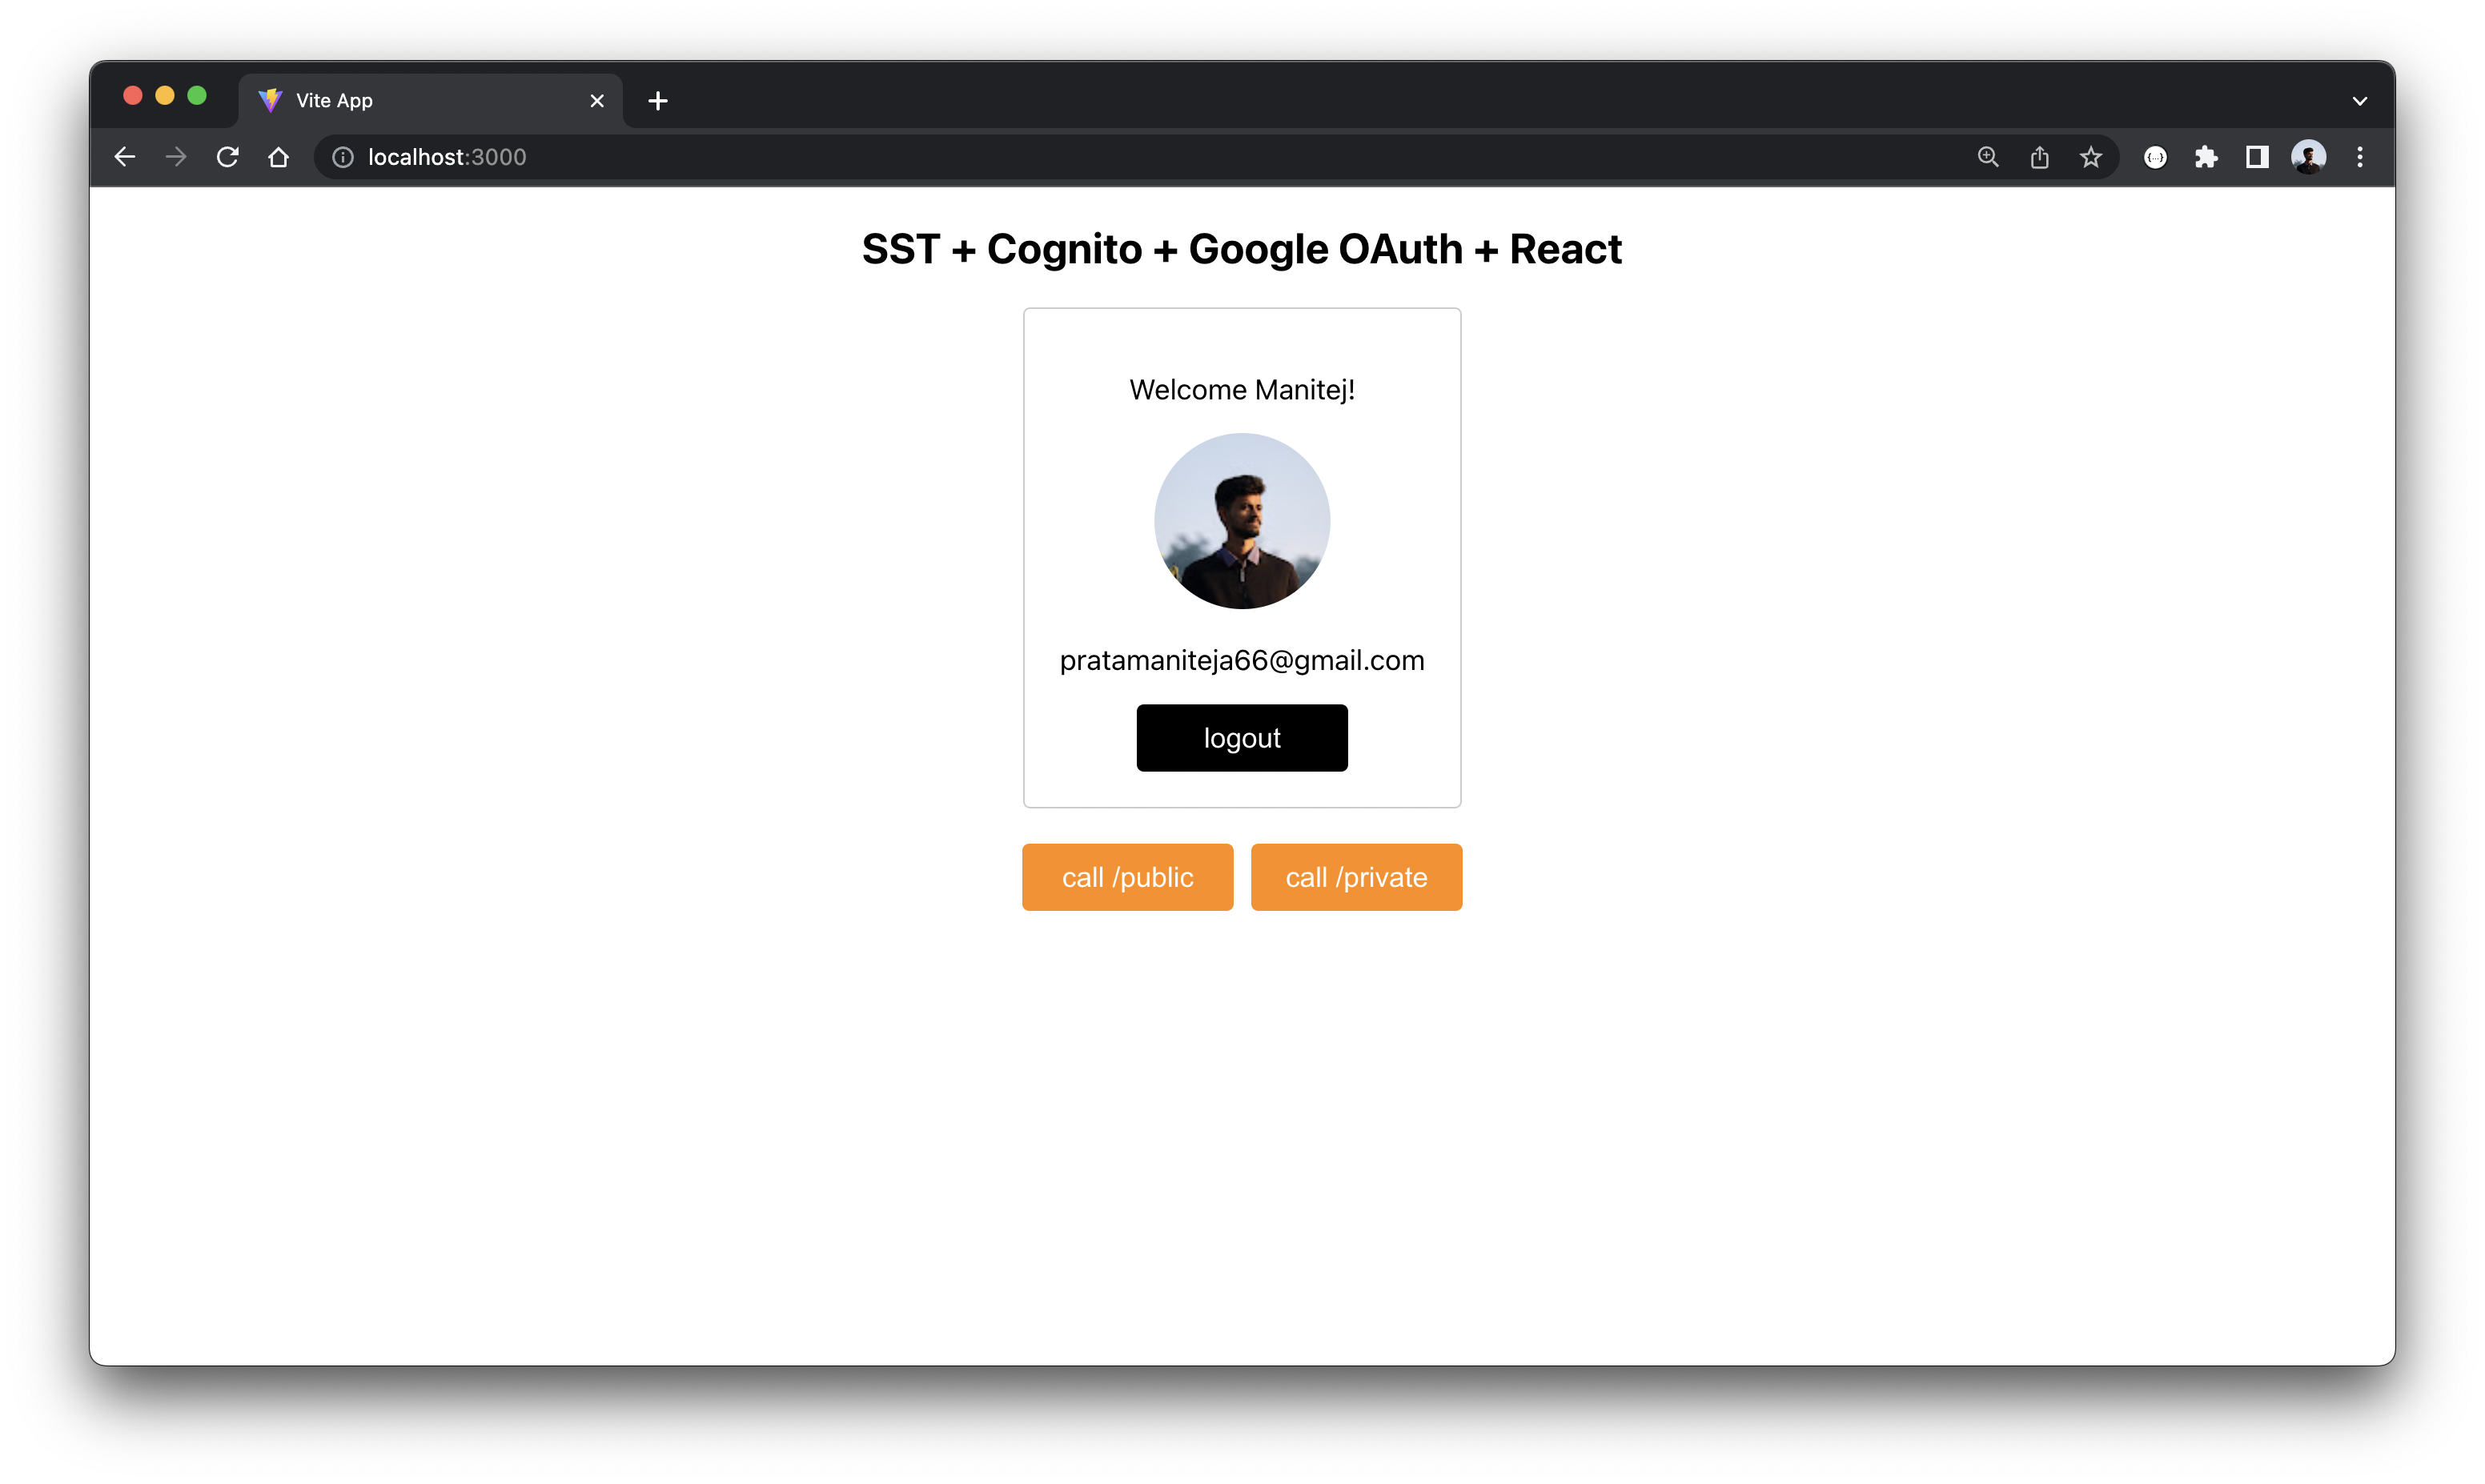 Vite App
localhost:3000
SST + Cognito + Google OAuth + React
Welcome Manitej!
pratamaniteja66@gmail.com
logout
call /public
call /private